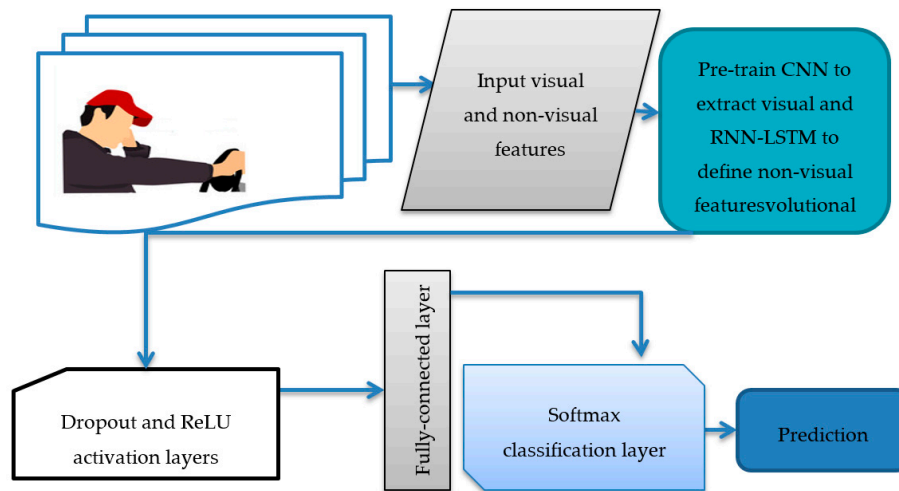 Input visual
and non-visual
features
Pre-train CNN to
extract visual and
RNN-LSTM to
define non-visual
featuresvolutional
Dropout and ReLU
activation layers
Fully-connected layer
Softmax
classification layer
Prediction